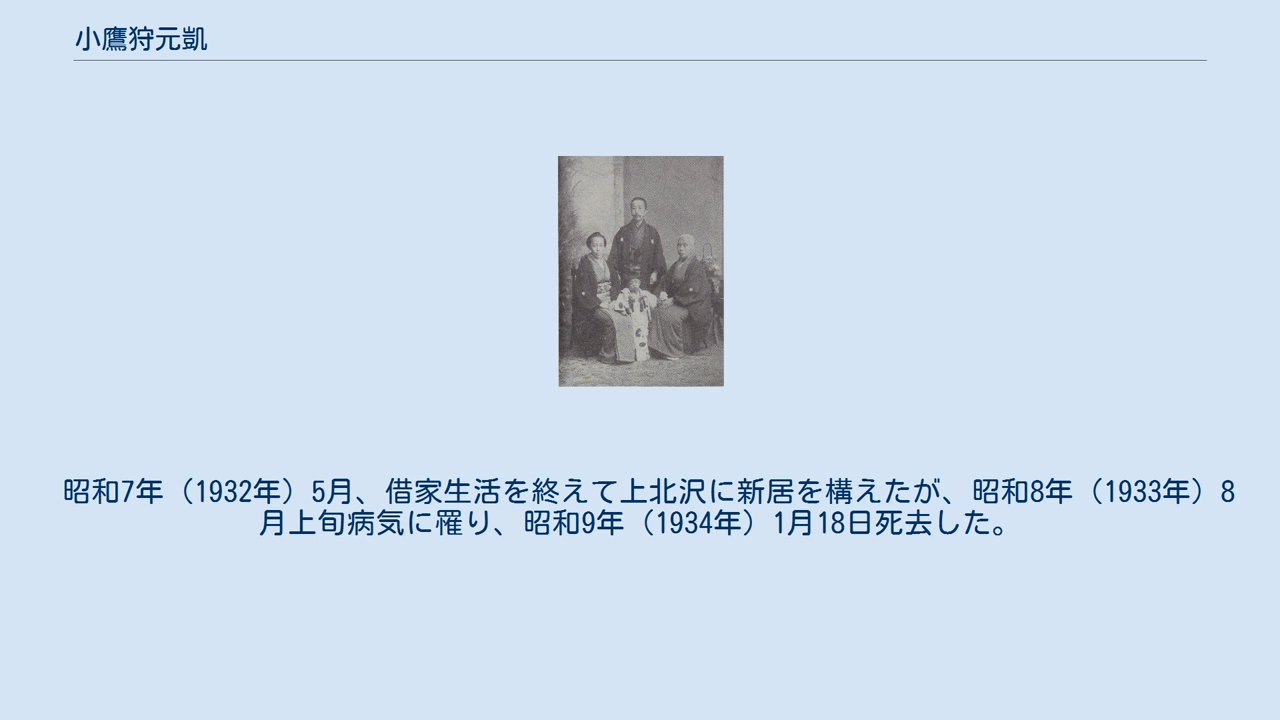 小鷹狩元凱
昭和7年（1932年）5月、借家生活を終えて上北沢に新居を構えたが、昭和8年（1933年）8
月上旬病気に罹り、昭和9年（1934年）1月18日死去した。